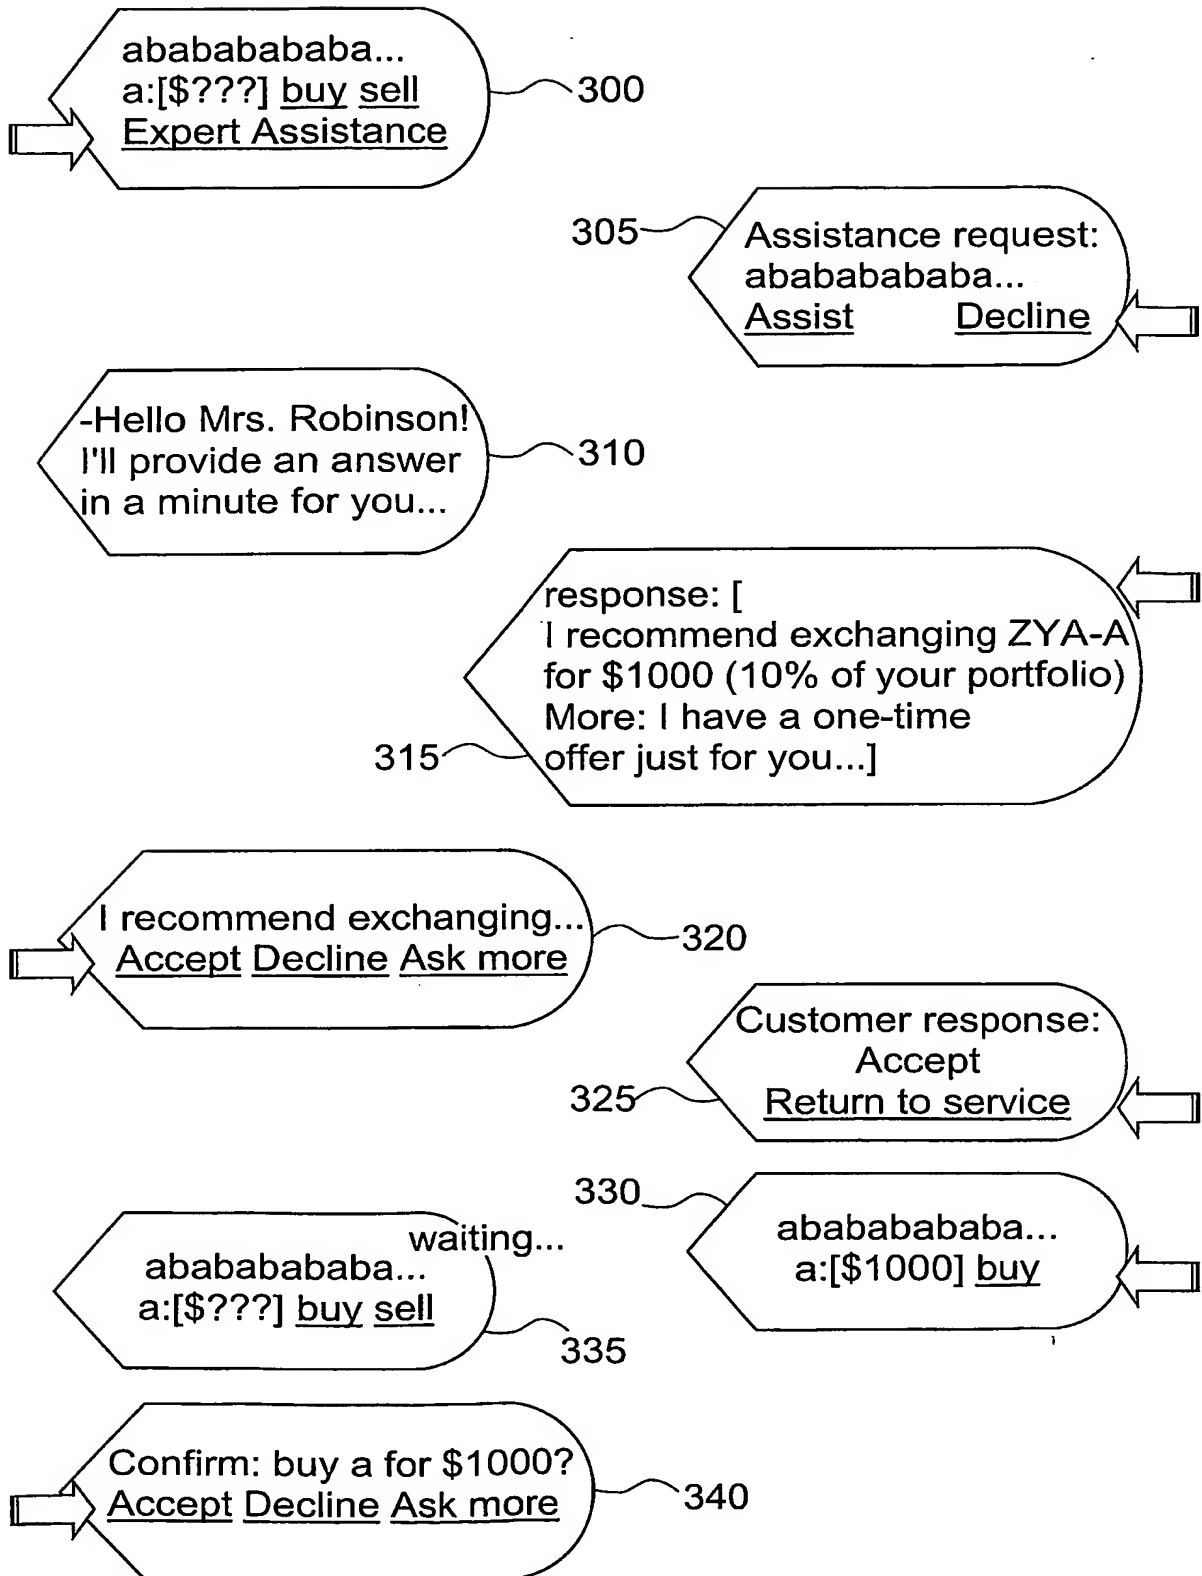 abababababa...
a:[$???] buy sell
Expert Assistance
300
305
Assistance request:
abababababa...
Assist Decline
-Hello Mrs. Robinson!
I'll provide an answer
in a minute for you...
310
response: [
I recommend exchanging ZYA-A
for $1000 (10% of your portfolio)
More: I have a one-time
offer just for you...]
315
I recommend exchanging...
Accept Decline Ask more
320
Customer response:
Accept
Return to service
325
330
abababababa...
a:[$1000] buy
waiting...
abababababa...
a:[$???] buy sell
335
Confirm: buy a for $1000?
Accept Decline Ask more
340